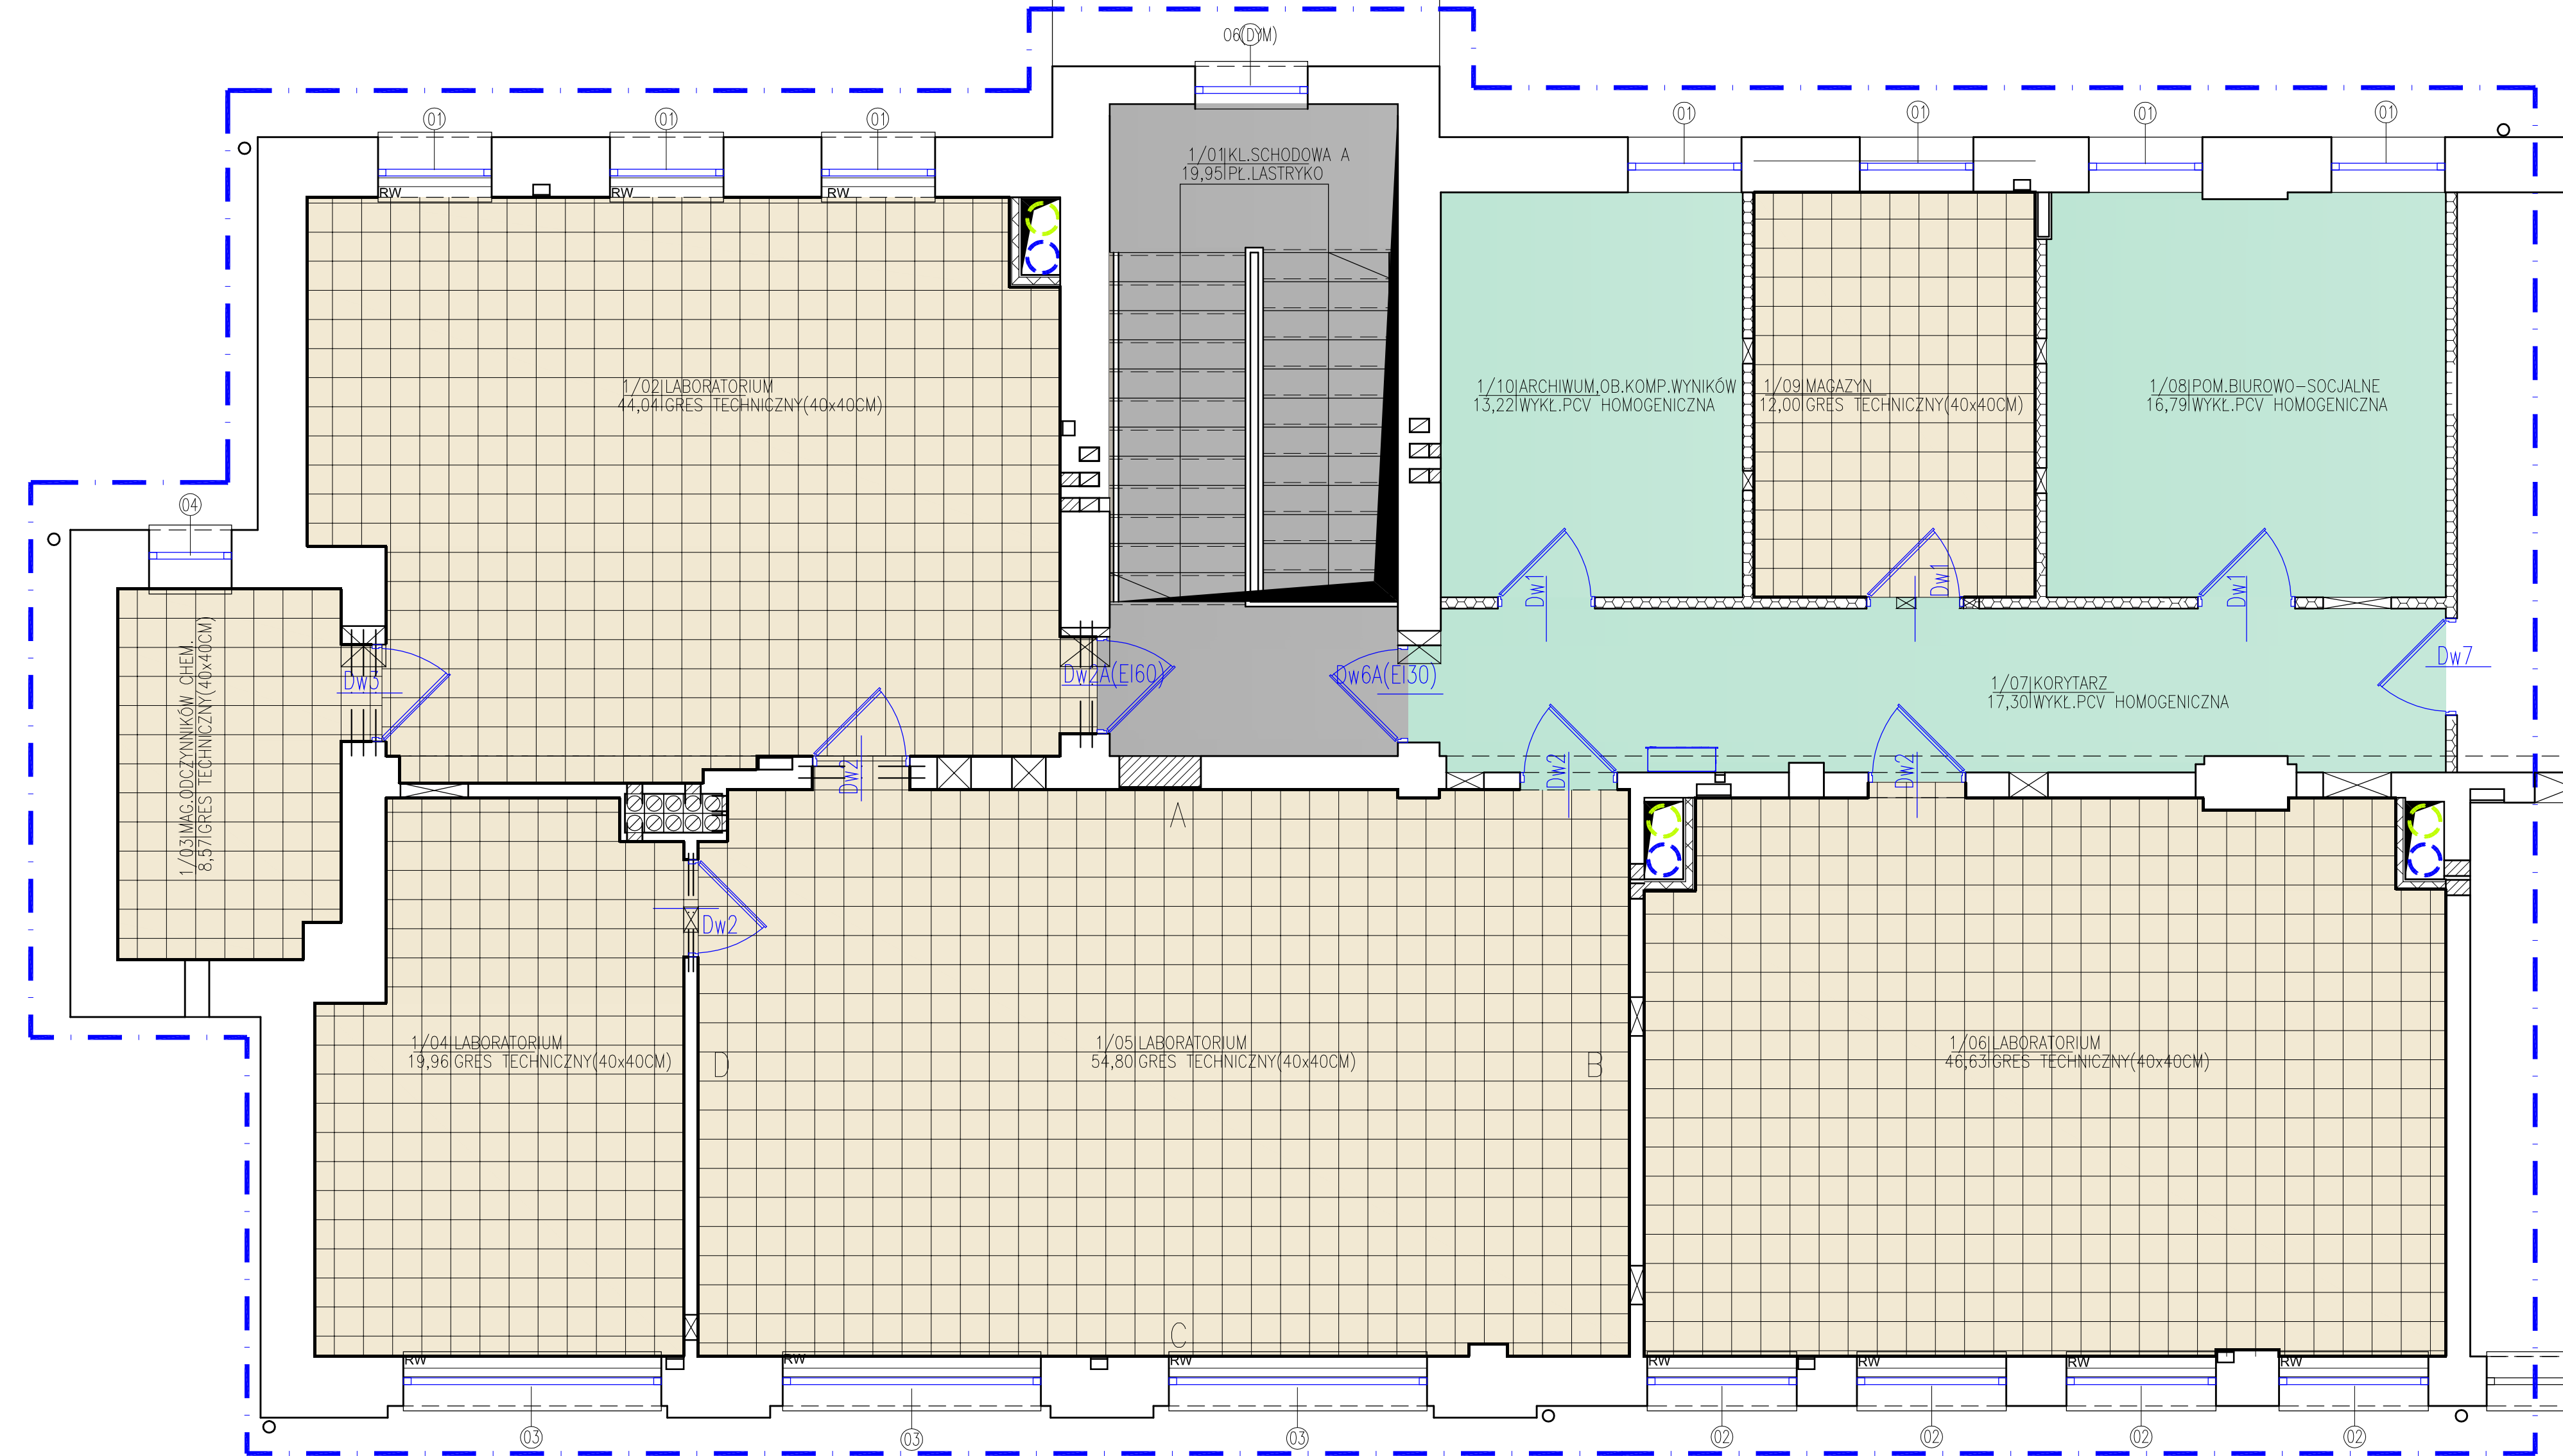 06(DYM)
01
01
01
01
01
01
01
RW
RW
RW
1/01 KL.SCHODOWA A
19,95 PŁ.LASTRYKO
1/02 LABORATORIUM
44,04 GRES TECHNICZNY(40x40CM)
1/10 ARCHIWUM,OB.KOMP.WYNIKÓW
13,22 WYKŁ.PCV HOMOGENICZNA
1/09 MAGAZYN
12,00 GRES TECHNICZNY(40x40CM)
1/08 POM.BIUROWO-SOCJALNE
16,79 WYKŁ.PCV HOMOGENICZNA
04
Dw1
Dw1
Dw1
1/03 MAG.ODCZYNNIKÓW CHEM.
8,57 GRES TECHNICZNY(40x40CM)
Dw3
Dw2A(EI60)
Dw6A(EI30)
Dw7
1/07 KORYTARZ
17,30 WYKŁ.PCV HOMOGENICZNA
Dw2
Dw2
Dw2
A
Dw2
1/04 LABORATORIUM
19,96 GRES TECHNICZNY(40x40CM)
D
1/05 LABORATORIUM
54,80 GRES TECHNICZNY(40x40CM)
B
1/06 LABORATORIUM
46,63 GRES TECHNICZNY(40x40CM)
C
RW
RW
RW
RW
RW
RW
RW
03
03
03
02
02
02
02